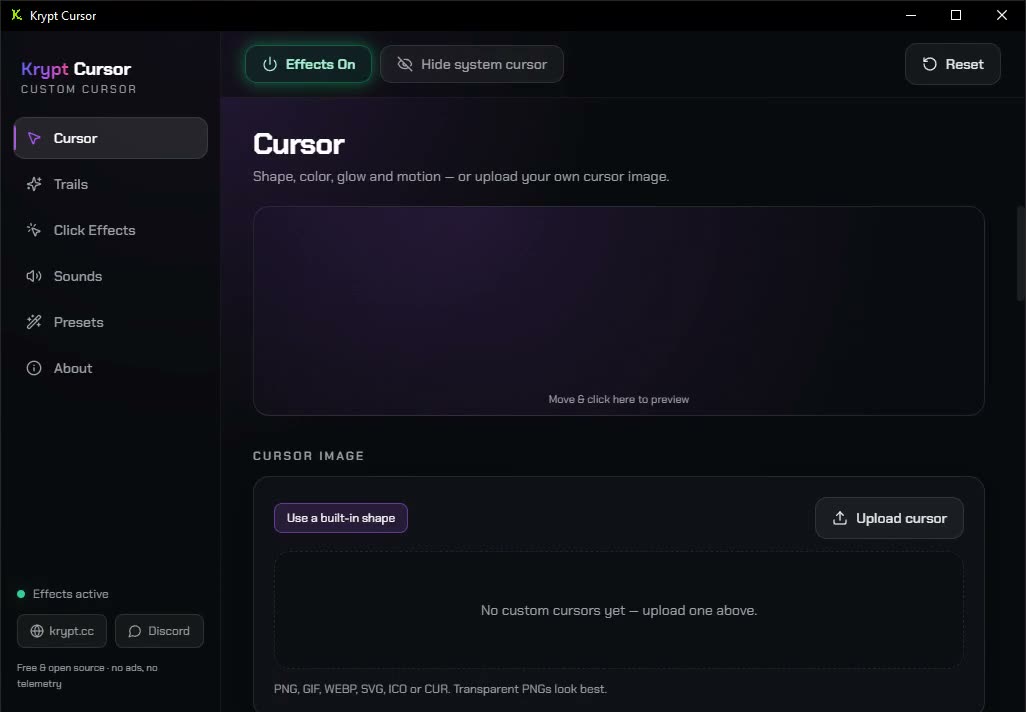 Krypt Cursor
Krypt Cursor
CUSTOM CURSOR
Cursor
Trails
Click Effects
Sounds
Presets
About
Effects active
krypt.cc
Discord
Free & open source · no ads, no
telemetry
Effects On
Hide system cursor
Reset
Cursor
Shape, color, glow and motion — or upload your own cursor image.
Move & click here to preview
CURSOR IMAGE
Use a built-in shape
Upload cursor
No custom cursors yet — upload one above.
PNG, GIF, WEBP, SVG, ICO or CUR. Transparent PNGs look best.